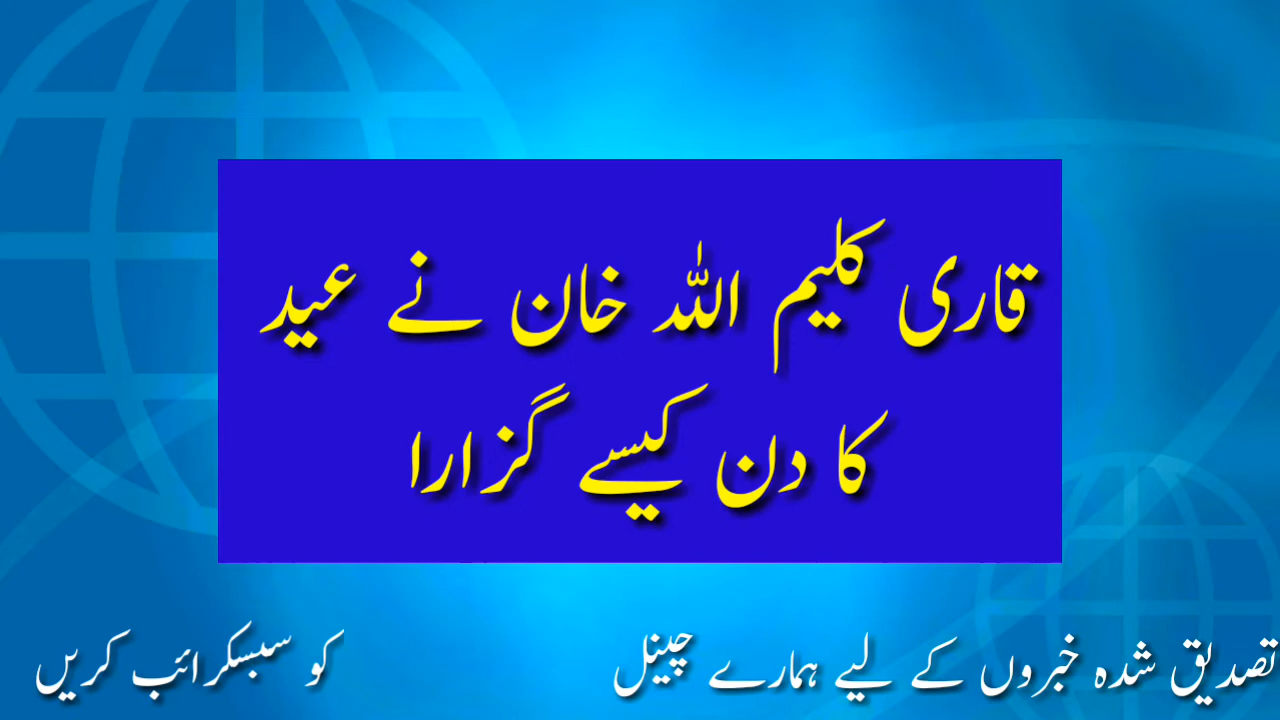 قاری کلیم اللہ خان نے عید
کا دن کیسے گزارا
تصدیق شدہ خبروں کے لیے ہمارے چینل کو سبسکرائب کریں